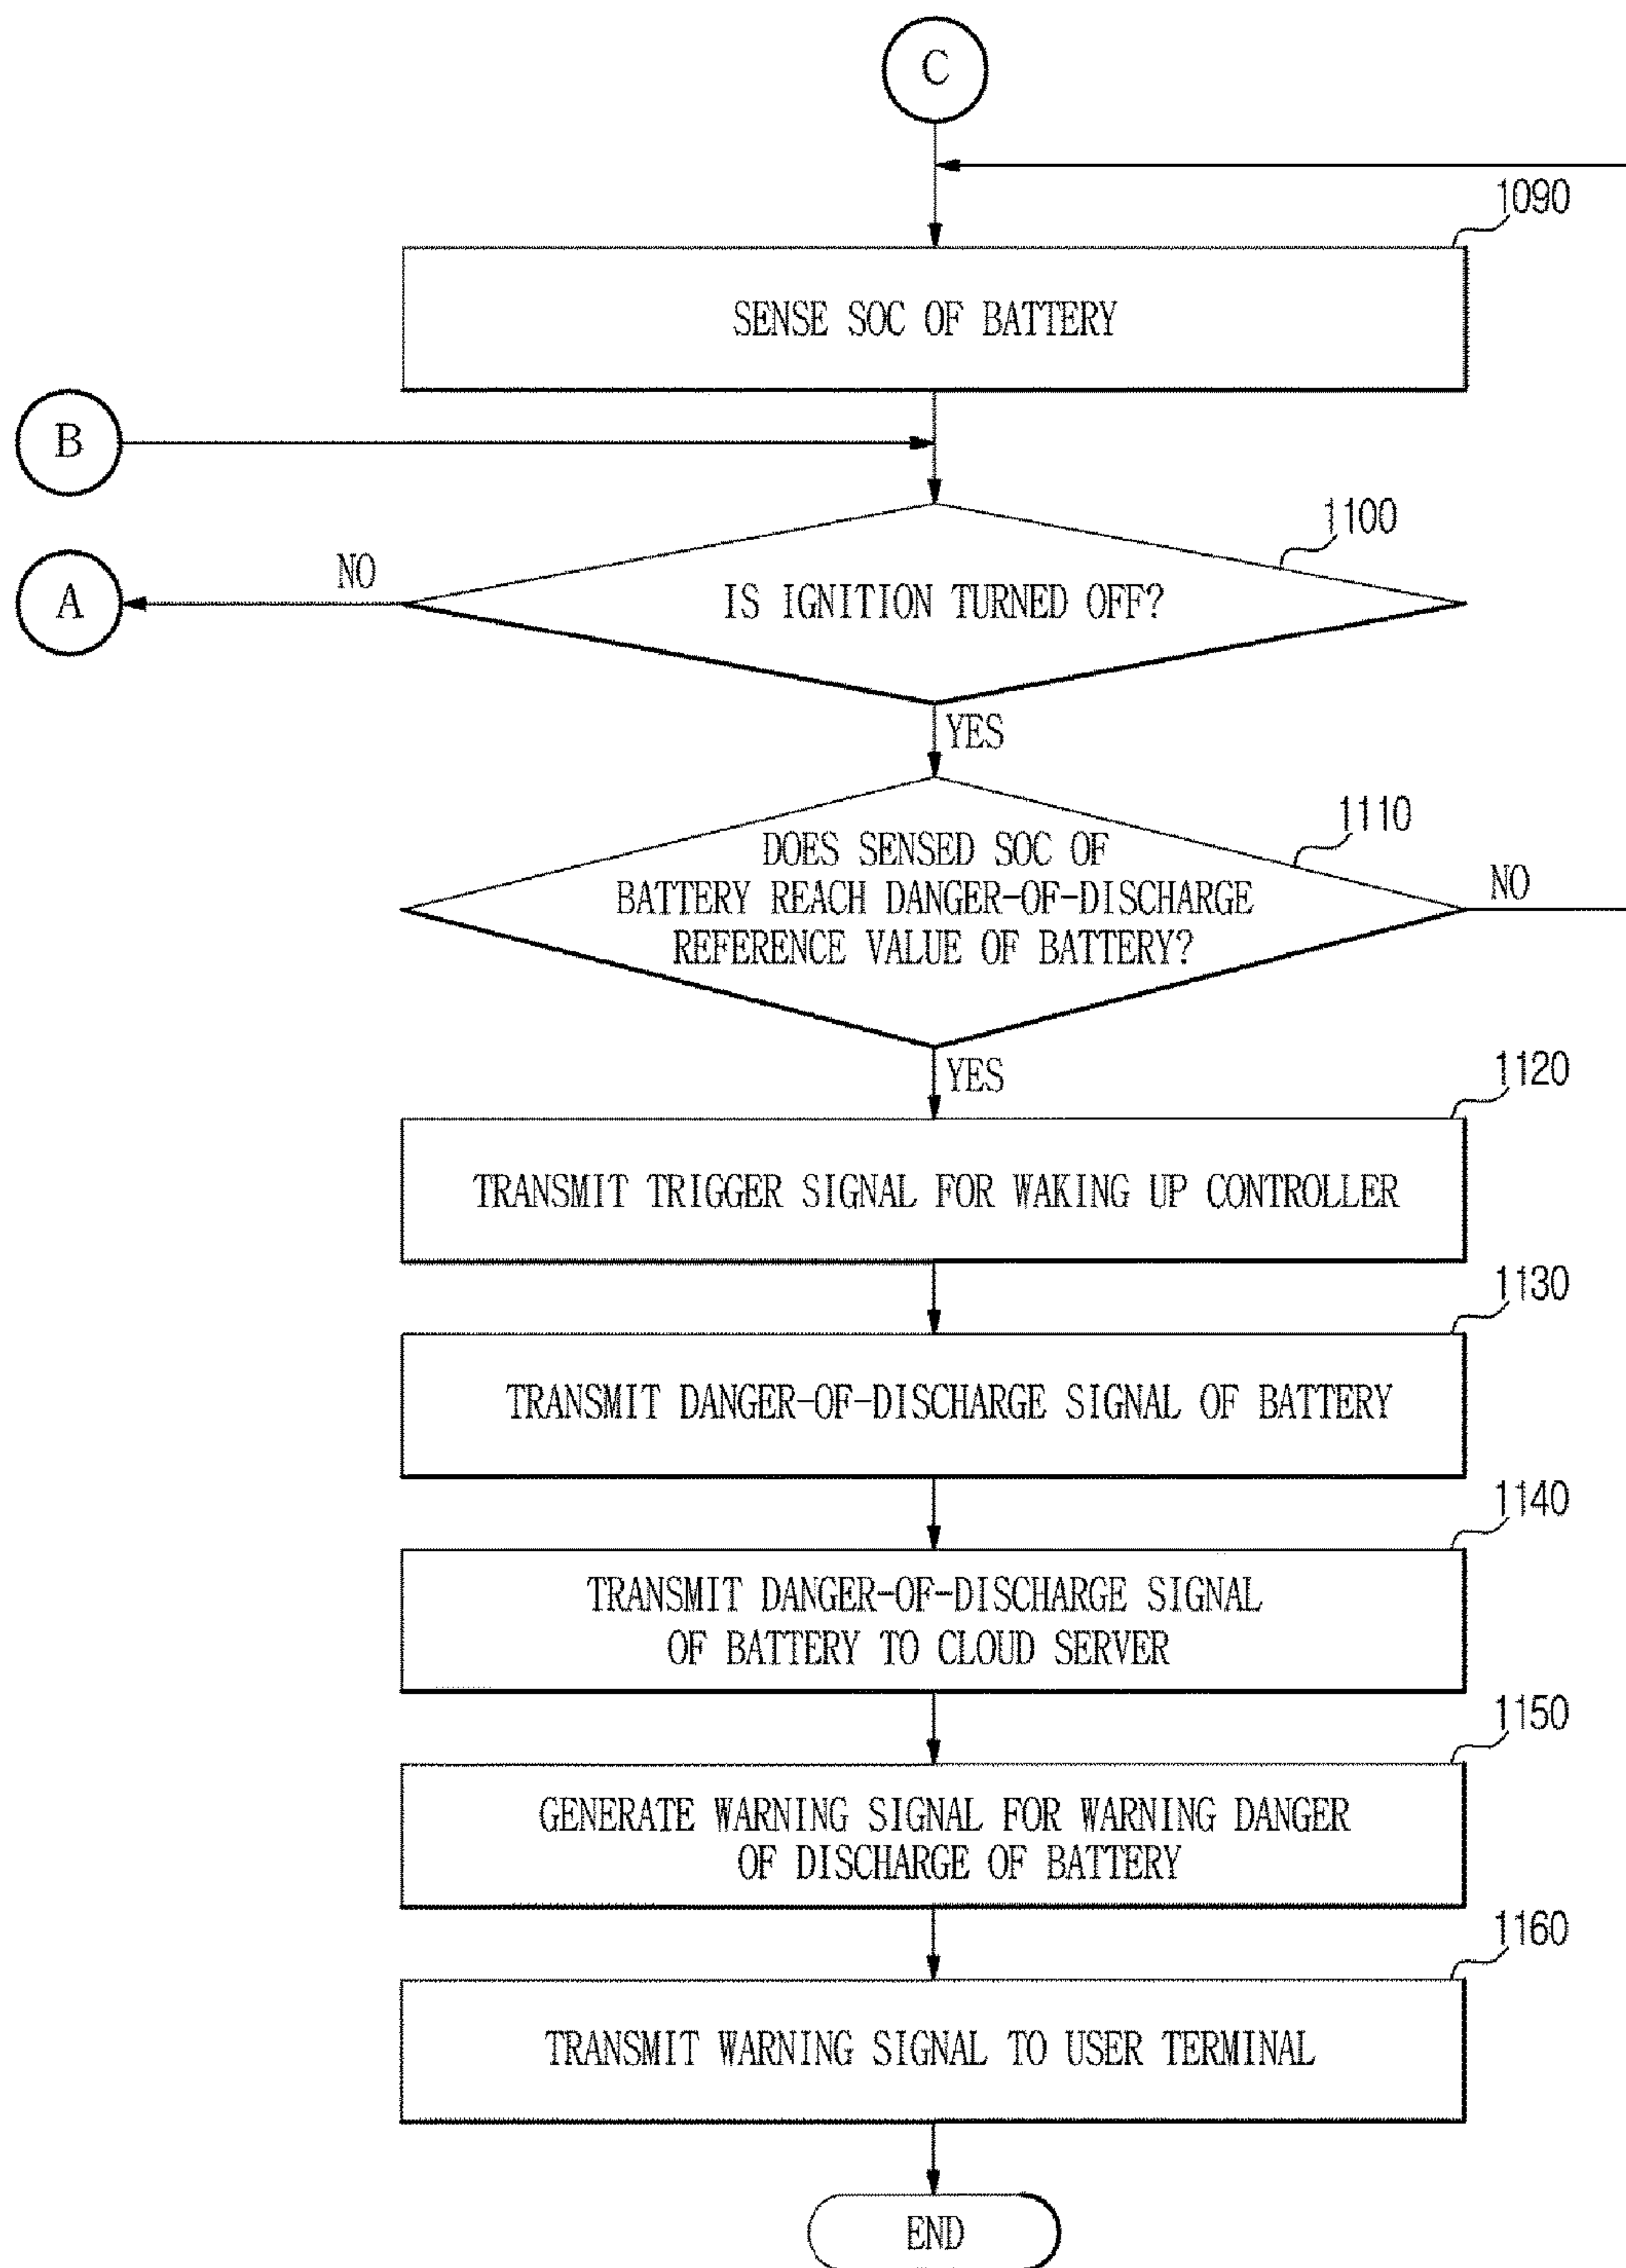 C
1090
SENSE SOC OF BATTERY
B
1100
A
NO
IS IGNITION TURNED OFF?
YES
1110
DOES SENSED SOC OF
BATTERY REACH DANGER-OF-DISCHARGE
REFERENCE VALUE OF BATTERY?
NO
YES
1120
TRANSMIT TRIGGER SIGNAL FOR WAKING UP CONTROLLER
1130
TRANSMIT DANGER-OF-DISCHARGE SIGNAL OF BATTERY
1140
TRANSMIT DANGER-OF-DISCHARGE SIGNAL
OF BATTERY TO CLOUD SERVER
1150
GENERATE WARNING SIGNAL FOR WARNING DANGER
OF DISCHARGE OF BATTERY
1160
TRANSMIT WARNING SIGNAL TO USER TERMINAL
END